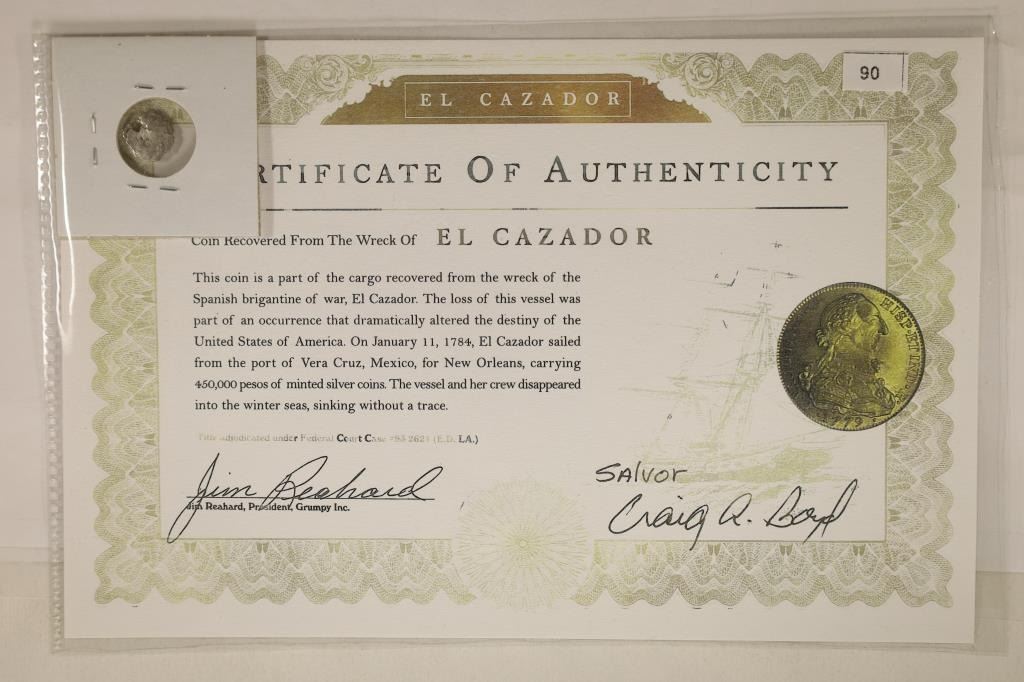 90
EL CAZADOR
RTIFICATE OF AUTHENTICITY
Coin Recovered From The Wreck Of EL CAZADOR
This coin is a part of the cargo recovered from the wreck of the
Spanish brigantine of war, El Cazador. The loss of this vessel was
part of an occurrence that dramatically altered the destiny of the
United States of America. On January 11, 1784, El Cazador sailed
from the port of Vera Cruz, Mexico, for New Orleans, carrying
450,000 pesos of minted silver coins. The vessel and her crew disappeared
into the winter seas, sinking without a trace.
Title adjudicated under Federal Court Case (E.D. LA.)
Jim Reahard
Jim Reahard, President, Grumpy Inc.
SALVOR
Craig A. Boyd